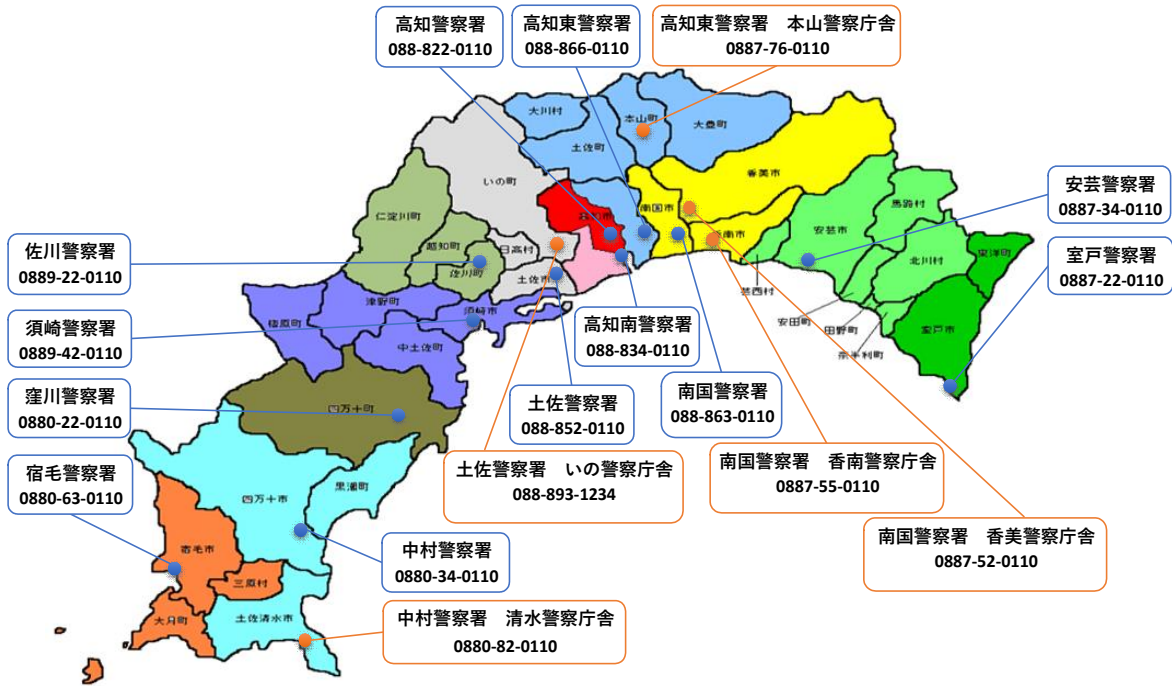 高知警察署
088-822-0110
高知東警察署
088-866-0110
高知東警察署　本山警察庁舎
0887-76-0110
大川村
本山町
大豊町
土佐町
いの町
香美市
安芸警察署
0887-34-0110
馬路村
仁淀川町
高知市
南国市
香南市
安芸市
佐川警察署
0889-22-0110
越知町
日高村
北川村
東洋町
室戸警察署
0887-22-0110
佐川町
土佐市
芸西村
津野町
須崎市
梼原町
安田町
田野町
奈半利町
室戸市
須崎警察署
0889-42-0110
中土佐町
高知南警察署
088-834-0110
窪川警察署
0880-22-0110
四万十町
土佐警察署
088-852-0110
南国警察署
088-863-0110
宿毛警察署
0880-63-0110
土佐警察署　いの警察庁舎
088-893-1234
南国警察署　香南警察庁舎
0887-55-0110
四万十市
黒潮町
南国警察署　香美警察庁舎
0887-52-0110
宿毛市
中村警察署
0880-34-0110
三原村
大月町
土佐清水市
中村警察署　清水警察庁舎
0880-82-0110